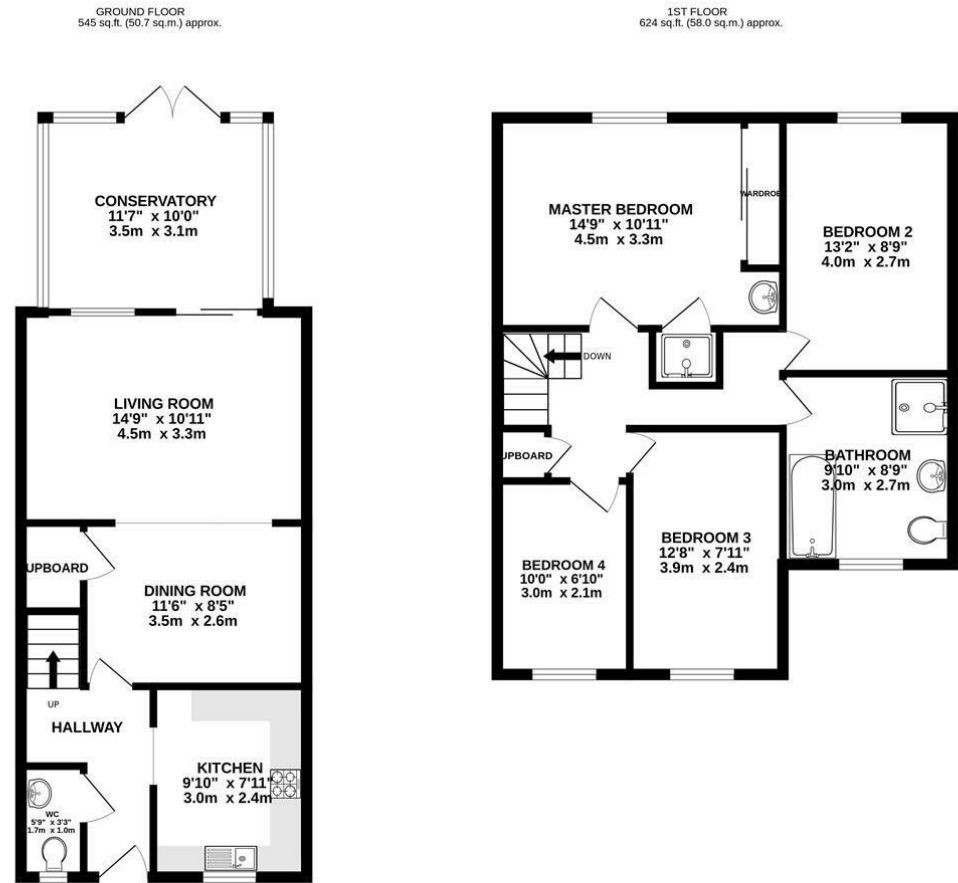 GROUND FLOOR
545 sq.ft. (50.7 sq.m.) approx.
1ST FLOOR
624 sq.ft. (58.0 sq.m.) approx.
CONSERVATORY
11'7" x 10'0"
3.5m x 3.1m
LIVING ROOM
14'9" x 10'11"
4.5m x 3.3m
UPBOARD
DINING ROOM
11'6" x 8'5"
3.5m x 2.6m
UP
HALLWAY
KITCHEN
9'10" x 7'11"
3.0m x 2.4m
WC
5'9" x 3'3"
1.7m x 1.0m
MASTER BEDROOM
14'9" x 10'11"
4.5m x 3.3m
WARDROBE
BEDROOM 2
13'2" x 8'9"
4.0m x 2.7m
DOWN
UPBOARD
BATHROOM
9'10" x 8'9"
3.0m x 2.7m
BEDROOM 3
12'8" x 7'11"
3.9m x 2.4m
BEDROOM 4
10'0" x 6'10"
3.0m x 2.1m